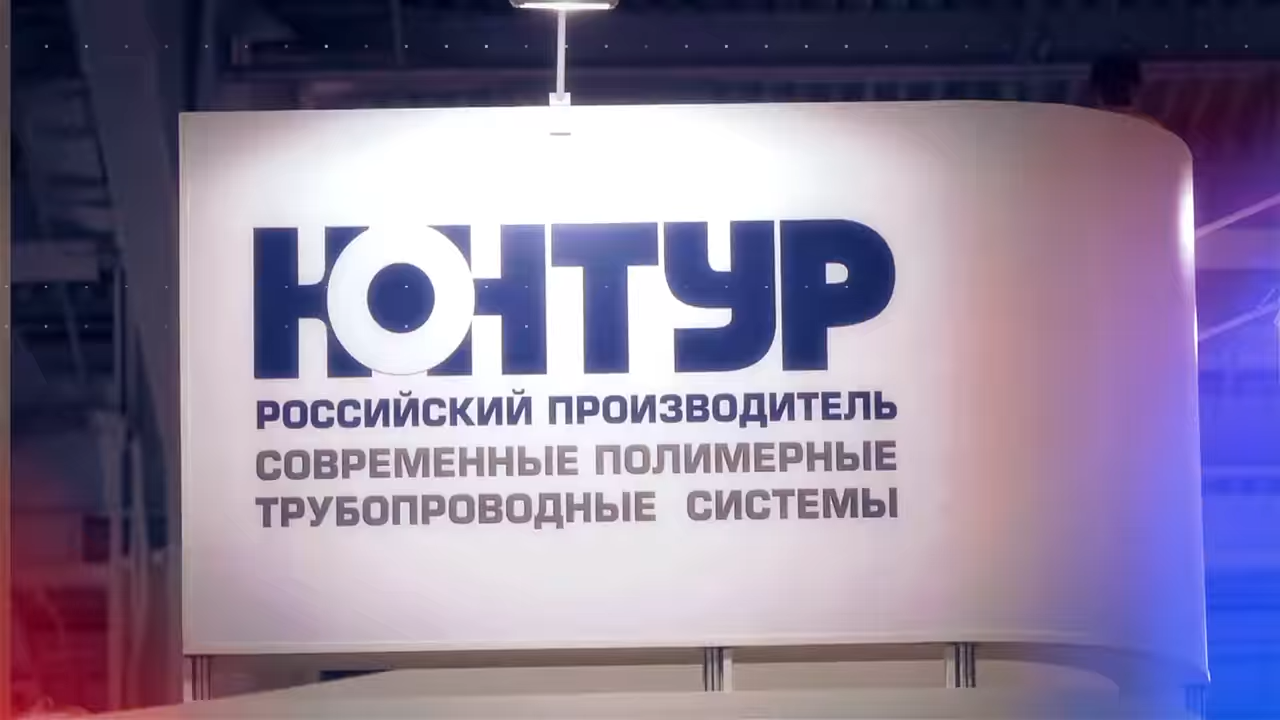 КОНТУР
РОССИЙСКИЙ ПРОИЗВОДИТЕЛЬ
СОВРЕМЕННЫЕ ПОЛИМЕРНЫЕ
ТРУБОПРОВОДНЫЕ СИСТЕМЫ